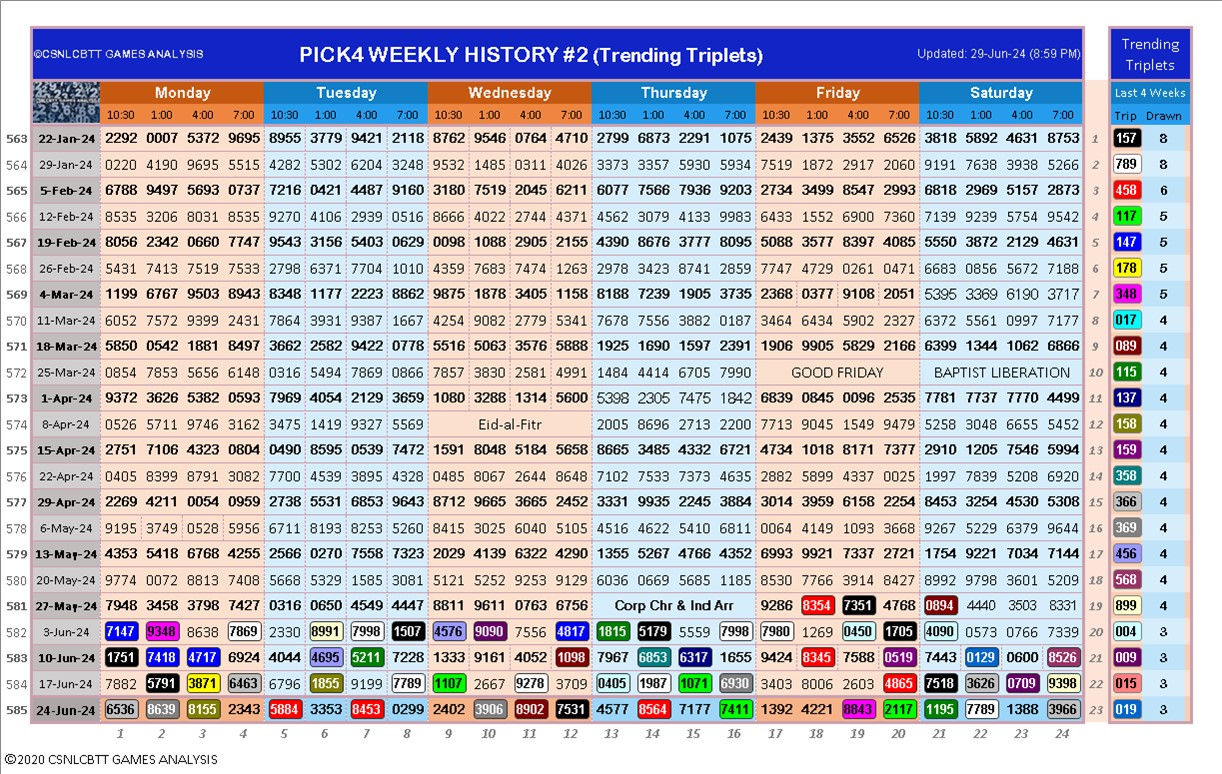 ©CSNLCBTT GAMES ANALYSIS PICK4 WEEKLY HISTORY #2 (Trending Triplets) Updated: 29-Jun-24 (8:59 PM) Trending Triplets
Monday Tuesday Wednesday Thursday Friday Saturday Last 4 Weeks
10:30 1:00 4:00 7:00 10:30 1:00 4:00 7:00 10:30 1:00 4:00 7:00 10:30 1:00 4:00 7:00 10:30 1:00 4:00 7:00 10:30 1:00 4:00 7:00 Trip Drawn
563 22-Jan-24 2292 0007 5372 9695 8955 3779 9421 2118 8762 9546 0764 4710 2799 6873 2291 1075 2439 1375 3552 6526 3818 5892 4631 8753 1 157 8
564 29-Jan-24 0220 4190 9695 5515 4282 5302 6204 3248 0532 1485 0311 4026 3373 3357 5930 5934 7519 1872 2917 2060 9191 7638 3938 5266 2 789 8
565 5-Feb-24 6788 9497 5693 0737 7216 0421 4487 9160 3180 7519 2045 6211 6077 7566 7936 9203 2734 3499 8547 2993 6818 2969 5157 2873 3 458 6
566 12-Feb-24 8535 3206 8031 8535 9270 4106 2939 0516 8666 4022 2744 4371 4562 3079 4133 9983 6433 1552 6900 7360 7139 9239 5754 9542 4 117 5
567 19-Feb-24 8056 2342 0660 7747 9543 3156 5403 0629 0098 1088 2905 2155 4390 8676 3777 8095 5088 3577 8397 4085 5550 3872 2129 4631 5 147 5
568 26-Feb-24 5431 7413 7519 7533 2798 6371 7704 1010 4359 7683 7474 1263 2978 3423 8741 2859 7747 4729 0261 0471 6683 0856 5672 7188 6 178 5
569 4-Mar-24 1199 6767 9503 8943 8348 1177 2223 8862 9875 1878 3405 1158 8188 7239 1905 3735 2368 0377 9108 2051 5395 3369 6190 3717 7 348 5
570 11-Mar-24 6052 7572 9399 2431 7864 3931 9387 1667 4254 9082 2779 5341 7678 7556 3882 0187 3464 6434 5902 2327 6372 5561 0997 7177 8 017 4
571 18-Mar-24 5850 0542 1881 8497 3662 2582 9422 0778 9516 5063 3576 5888 1925 1690 1597 2391 1906 9905 5829 2166 6399 1344 1062 6866 9 089 4
572 25-Mar-24 0854 7853 5656 6148 0316 5494 7869 0866 7857 3830 2581 4991 1484 4414 6705 7990 GOOD FRIDAY BAPTIST LIBERATION 10 115 4
573 1-Apr-24 9372 3626 5382 0593 7969 4054 2129 3659 1080 3288 1314 5600 5398 2305 7475 1842 6839 0845 0096 2535 7781 7737 7770 4499 11 137 4
574 8-Apr-24 0526 5711 9746 3162 3475 1419 9327 5569 Eid-al-Fitr 2005 8696 2713 2200 7713 9045 1549 9479 5258 3048 6655 5452 12 158 4
575 15-Apr-24 2751 7106 4323 0804 0490 8595 0539 7472 1591 8048 5184 5658 8665 3485 4332 6721 4734 1018 8171 7377 2910 1205 7546 5994 13 159 4
576 22-Apr-24 0405 8399 8791 3082 7700 4539 3895 4320 0485 8067 2644 8648 7102 7533 7373 4635 2882 5899 4337 0025 1997 7839 5208 6920 14 358 4
577 29-Apr-24 2269 4211 0054 0959 2738 5531 6853 9643 8712 9665 3665 2452 3331 9935 2245 3884 3014 3959 6158 2254 8453 3254 4530 5308 15 366 4
578 6-May-24 9195 3749 0528 5956 6711 8193 8253 5260 8415 3025 6040 5105 4516 4622 5410 6811 0064 4149 1093 3668 9267 5229 6379 9644 16 369 4
579 13-May-24 4353 5418 6768 4255 2566 0270 7558 7323 2029 4139 6322 4290 1355 5267 4766 4352 6993 9921 7337 2721 1754 9221 7034 7144 17 456 4
580 20-May-24 9774 0072 8813 7408 5668 5329 1585 3081 5121 5252 9253 9129 6036 0669 5685 1185 8530 7766 3914 8427 8992 9798 3601 5209 18 568 4
581 27-May-24 7948 3458 3798 7427 0316 0650 4549 4447 8811 9611 0763 6756 Corp Chr & Ind Arr 9286 8354 7351 4768 0894 4440 3503 8331 19 899 4
582 3-Jun-24 7147 9348 8638 7869 2330 8991 7998 1507 4576 9090 7556 4817 1815 5179 5559 7998 7980 1269 0450 1705 4090 0573 0766 7339 20 004 3
583 10-Jun-24 1751 7418 4717 6924 4044 4695 5211 7228 1333 9161 4052 1098 7967 6853 6317 1655 9424 8345 7588 0519 7443 0129 0600 8526 21 009 3
584 17-Jun-24 7882 5791 3871 6463 6796 1855 9199 7789 1107 2667 9278 3709 0405 1987 1071 6930 3403 8006 2603 4865 7518 3626 0709 9398 22 015 3
585 24-Jun-24 6536 8639 8155 2343 5884 3353 8453 0299 2402 3906 8902 7531 4577 8564 7177 7411 1392 4221 8843 2117 1195 7789 1388 3966 23 019 3
1 2 3 4 5 6 7 8 9 10 11 12 13 14 15 16 17 18 19 20 21 22 23 24
©2020 CSNLCBTT GAMES ANALYSIS